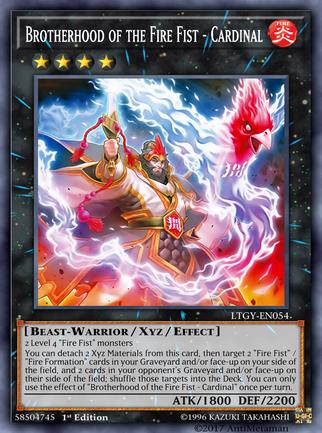 BROTHERHOOD OF THE FIRE FIST - CARDINAL
FIRE
炎
LTGY-EN054
[BEAST-WARRIOR / XYZ / EFFECT]
2 Level 4 "Fire Fist" monsters
You can detach 2 Xyz Materials from this card, then target 2 "Fire Fist" /
"Fire Formation" cards in your Graveyard and/or face-up on your side of
the field, and 2 cards in your opponent's Graveyard and/or face-up on
their side of the field; shuffle those targets into the Deck. You can only
use the effect of "Brotherhood of the Fire Fist - Cardinal" once per turn.
ATK/1800 DEF/2200
58504745 1st Edition ©1996 KAZUKI TAKAHASHI
©2017 AntiMetaman